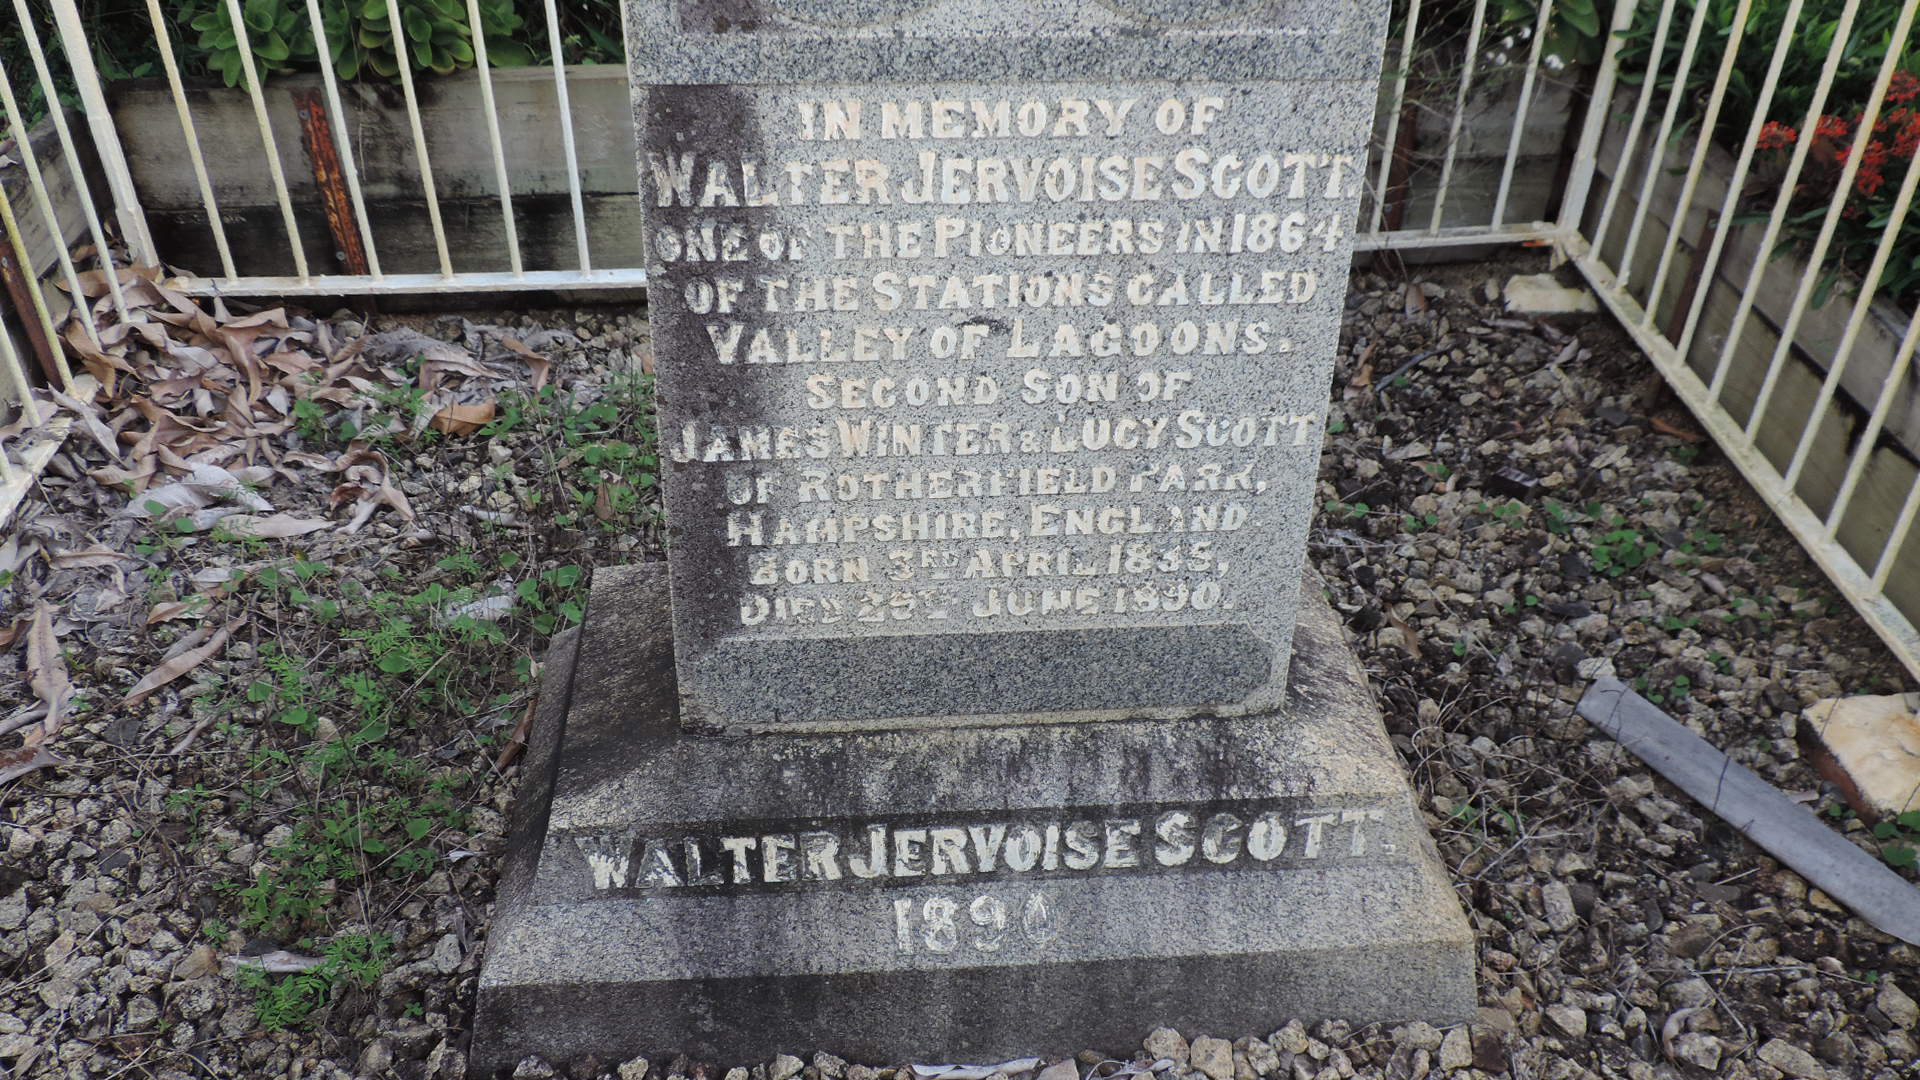 IN MEMORY OF
WALTER JERVOISE SCOTT.
ONE OF THE PIONEERS IN 1864
OF THE STATIONS CALLED
VALLEY OF LAGOONS.
SECOND SON OF
JAMES WINTER & LUCY SCOTT
OF ROTHERFIELD PARK,
HAMPSHIRE, ENGLAND.
BORN 3RD APRIL 1835,
DIED JUNE 1890.
WALTER JERVOISE SCOTT.
1890